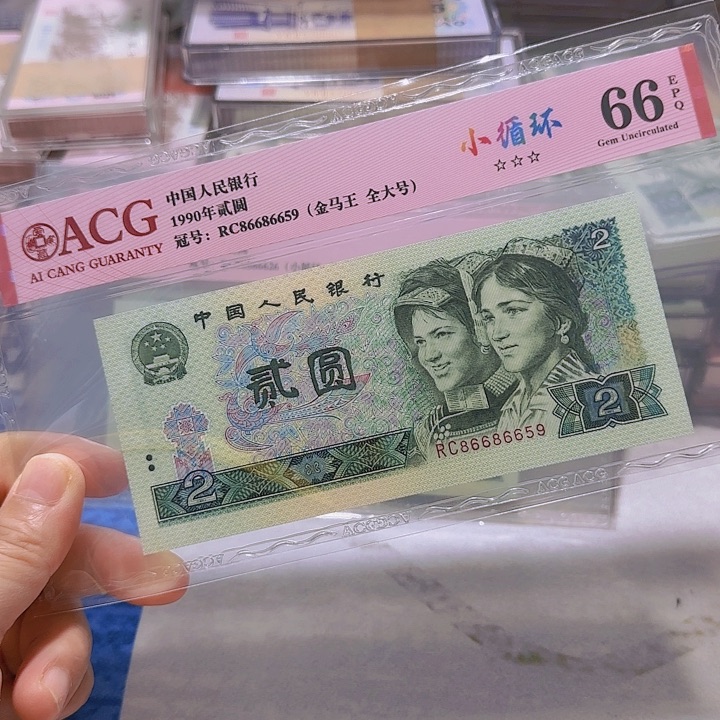 ACG
AI CANG GUARANTY
中国人民银行
1990年贰圆
冠号：RC86686659（金马王 全大号）
小循环
☆☆☆
66
EPQ
Gem Uncirculated
中国人民银行
贰圆
2
2
RC86686659
2